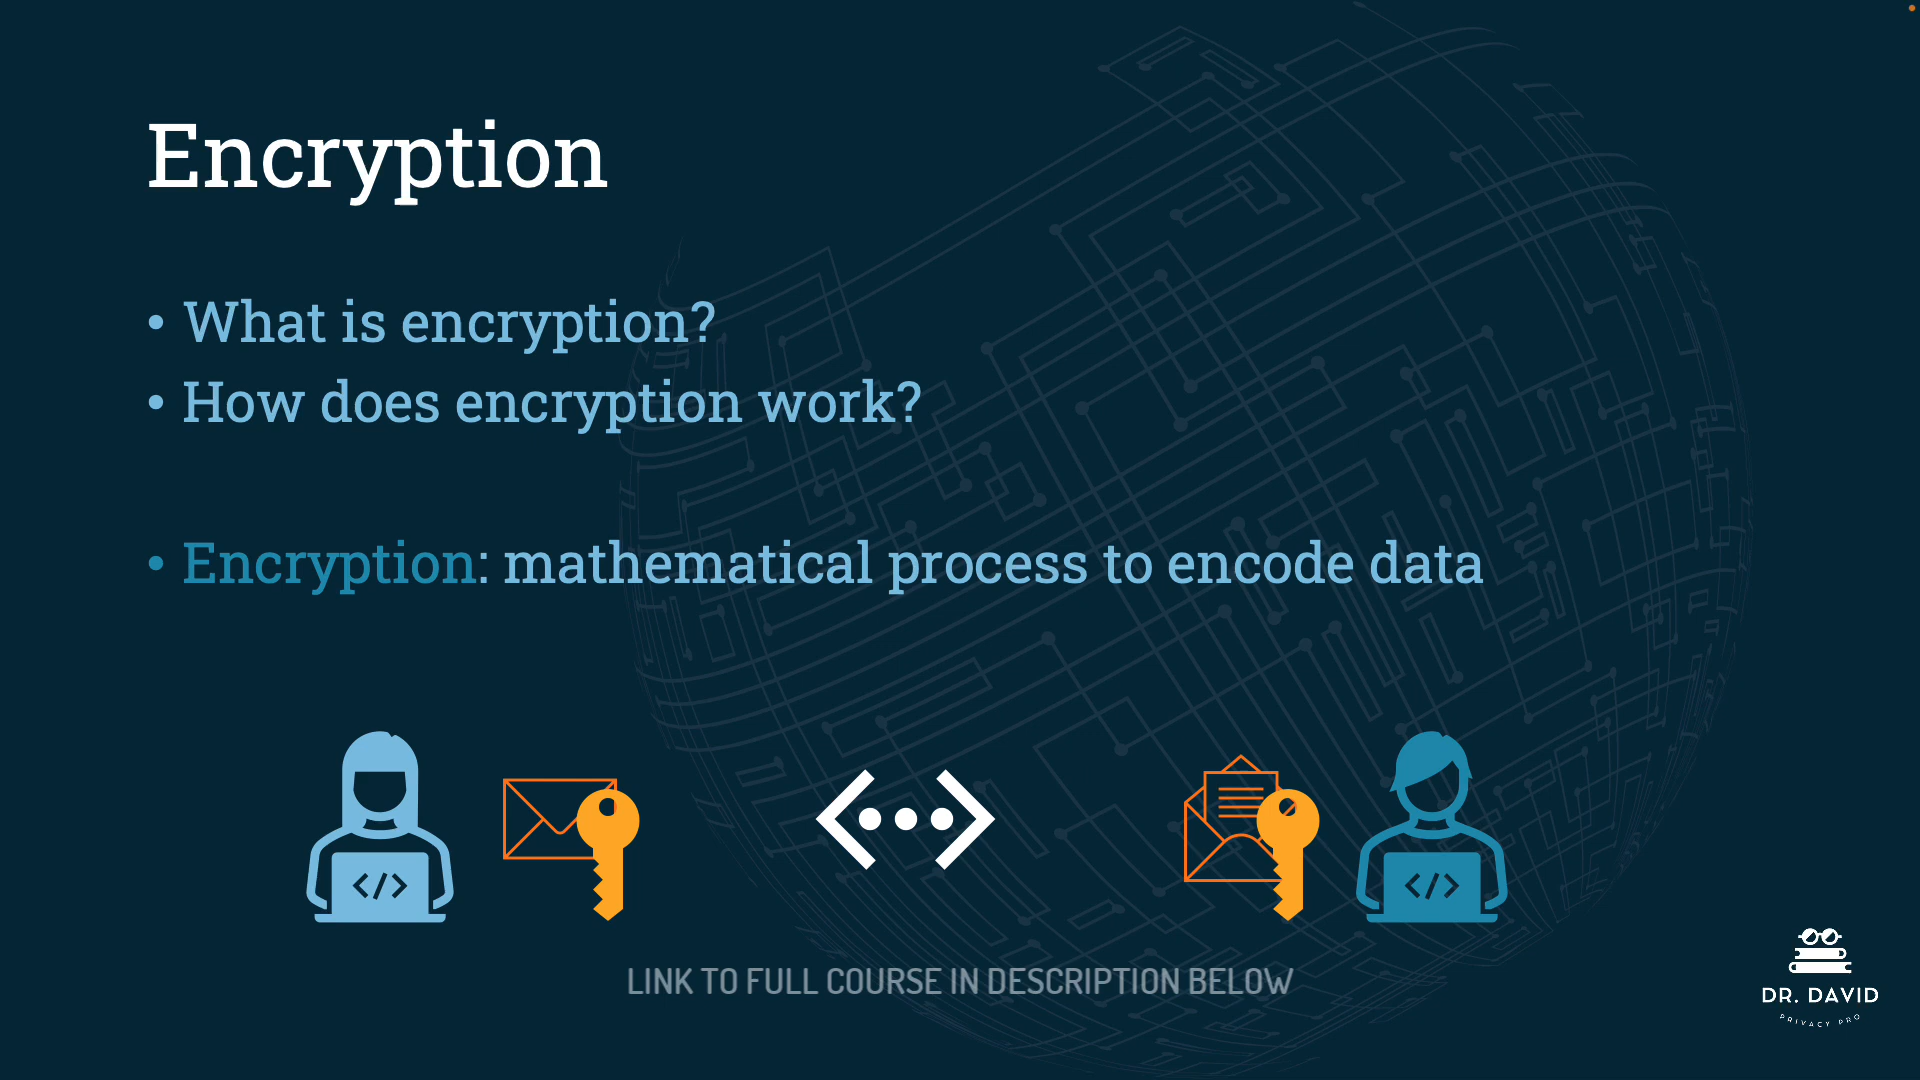 Encryption
• What is encryption?
• How does encryption work?
• Encryption: mathematical process to encode data
</>
</>
LINK TO FULL COURSE IN DESCRIPTION BELOW
DR. DAVID
PRIVACY PRO